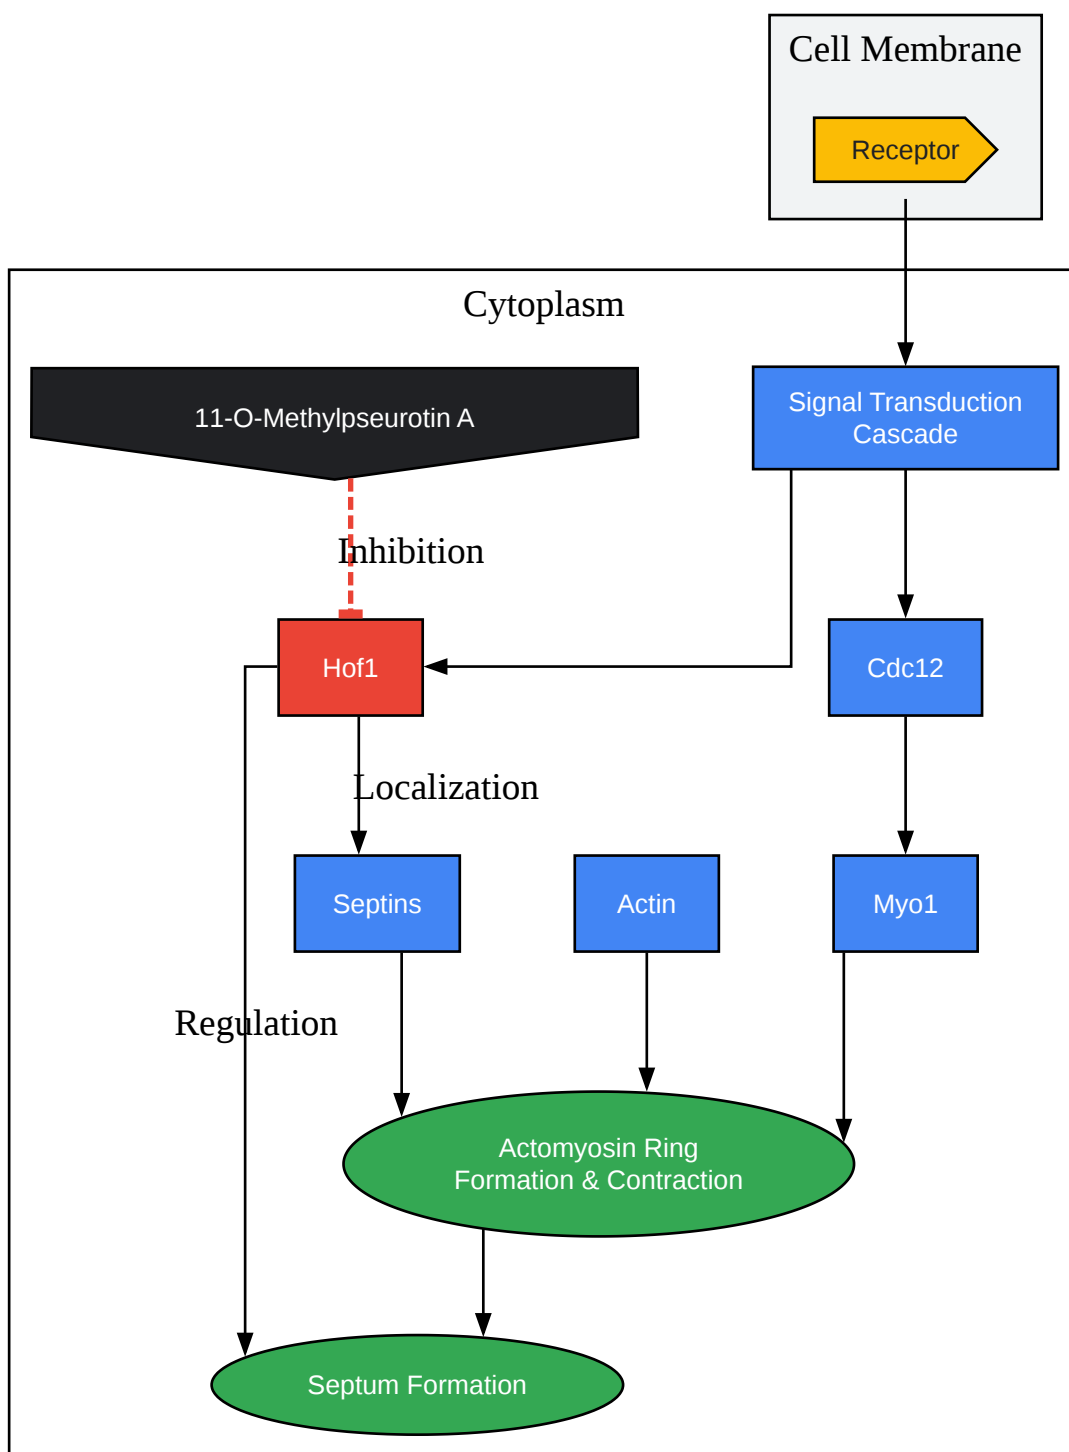 Cell Membrane
Receptor
Cytoplasm
11-O-Methylpseurotin A
Signal Transduction
Cascade
Inhibition
Hof1
Cdc12
Localization
Septins
Actin
Myo1
Regulation
Actomyosin Ring
Formation & Contraction
Septum Formation